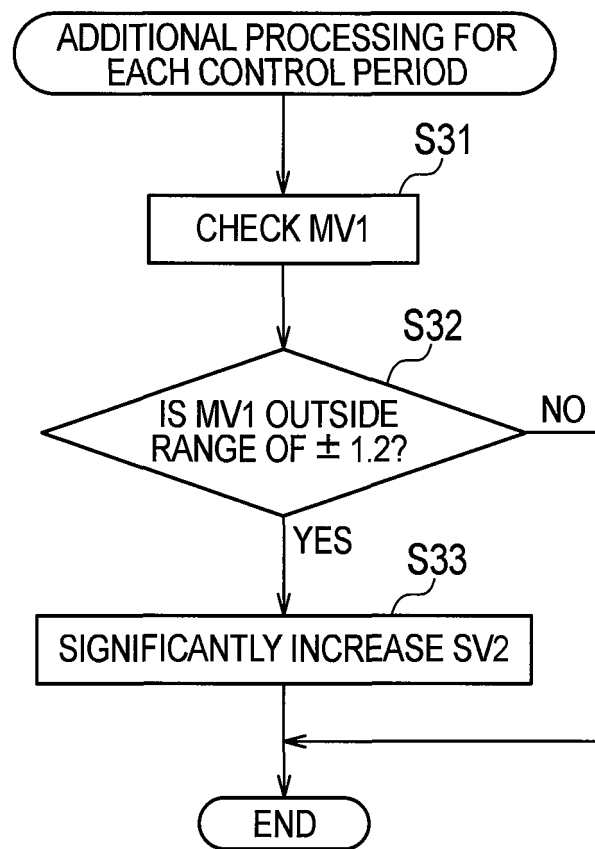 ADDITIONAL PROCESSING FOR
EACH CONTROL PERIOD
S31
CHECK MV1
S32
IS MV1 OUTSIDE
RANGE OF ± 1.2?
NO
YES
S33
SIGNIFICANTLY INCREASE SV2
END